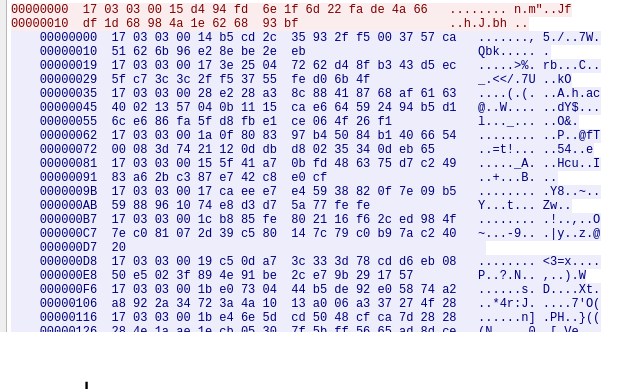 00000000  17 03 03 00 15 d4 94 fd  6e 1f 6d 22 fa de 4a 66   ........ n.m"..Jf
00000010  df 1d 68 98 4a 1e 62 68  93 bf                     ..h.J.bh ..
00000000  17 03 03 00 14 b5 cd 2c  35 93 2f f5 00 37 57 ca   ......., 5./..7W.
00000010  51 62 6b 96 e2 8e be 2e  eb                        Qbk..... .
00000019  17 03 03 00 17 3e 25 04  72 62 d4 8f b3 43 d5 ec   .....>%. rb...C..
00000029  5f c7 3c 3c 2f f5 37 55  fe d0 6b 4f               _.<</.7U ..kO
00000035  17 03 03 00 28 e2 28 a3  8c 88 41 87 68 af 61 63   ....(.(. ..A.h.ac
00000045  40 02 13 57 04 0b 11 15  ca e6 64 59 24 94 b5 d1   @..W.... ..dY$...
00000055  6c e6 86 fa 5f d8 fb e1  ce 06 4f 26 f1            l..._... ..O&.
00000062  17 03 03 00 1a 0f 80 83  97 b4 50 84 b1 40 66 54   ........ ..P..@fT
00000072  00 08 3d 74 21 12 0d db  d8 02 35 34 0d eb 65      ..=t!... ..54..e
00000081  17 03 03 00 15 5f 41 a7  0b fd 48 63 75 d7 c2 49   ....._A. ..Hcu..I
00000091  83 a6 2b c3 87 e7 42 c8  e0 cf                     ..+...B. ..
0000009B  17 03 03 00 17 ca ee e7  e4 59 38 82 0f 7e 09 b5   ........ .Y8..~..
000000AB  59 88 96 10 74 e8 d3 d7  5a 77 fe fe               Y...t... Zw..
000000B7  17 03 03 00 1c b8 85 fe  80 21 16 f6 2c ed 98 4f   ........ .!..,..O
000000C7  7e c0 81 07 2d 39 c5 80  14 7c 79 c0 b9 7a c2 40   ~...-9.. .|y..z.@
000000D7  20
000000D8  17 03 03 00 19 c5 0d a7  3c 33 3d 78 cd d6 eb 08   ........ <3=x....
000000E8  50 e5 02 3f 89 4e 91 be  2c e7 9b 29 17 57         P..?.N.. ,..).W
000000F6  17 03 03 00 1b e0 73 04  44 b5 de 92 e0 58 74 a2   ......s. D....Xt.
00000106  a8 92 2a 34 72 3a 4a 10  13 a0 06 a3 37 27 4f 28   ..*4r:J. ....7'O(
00000116  17 03 03 00 1b e4 6e 5d  cd 50 48 cf ca 7d 28 28   ......n] .PH..}((
00000126  28 4e 1a ae 1e cb 05 30  7f 5b ff 56 65 ad 8d ce   (N.....0 .[.Ve...